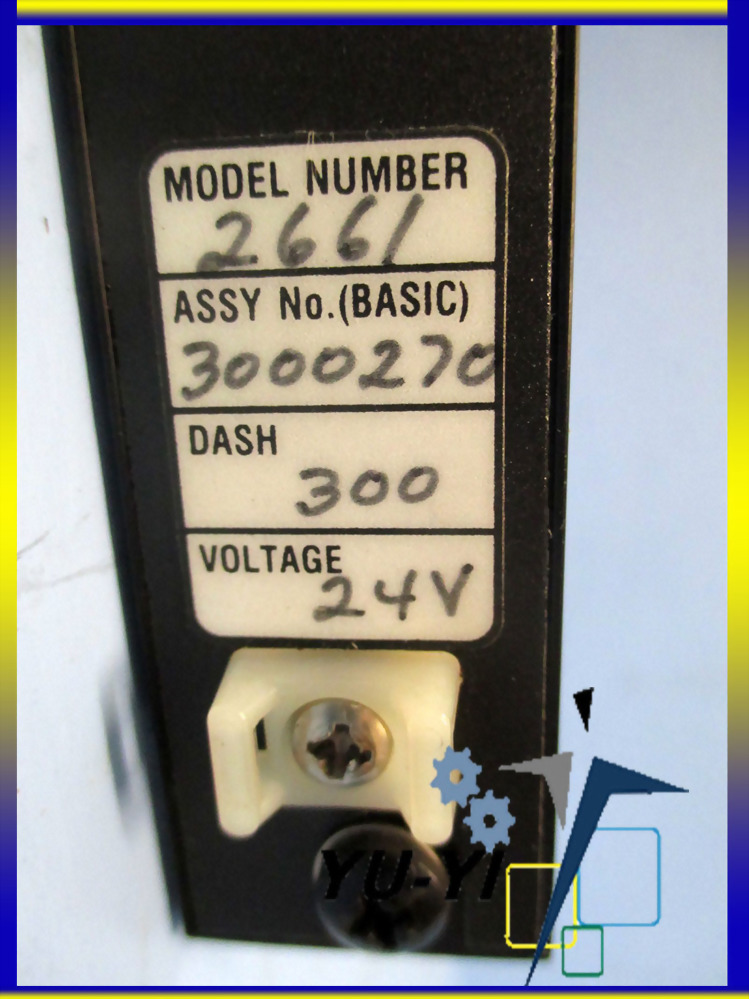 MODEL NUMBER
2661
ASSY No.(BASIC)
3000270
DASH
300
VOLTAGE
24V
YU-YI